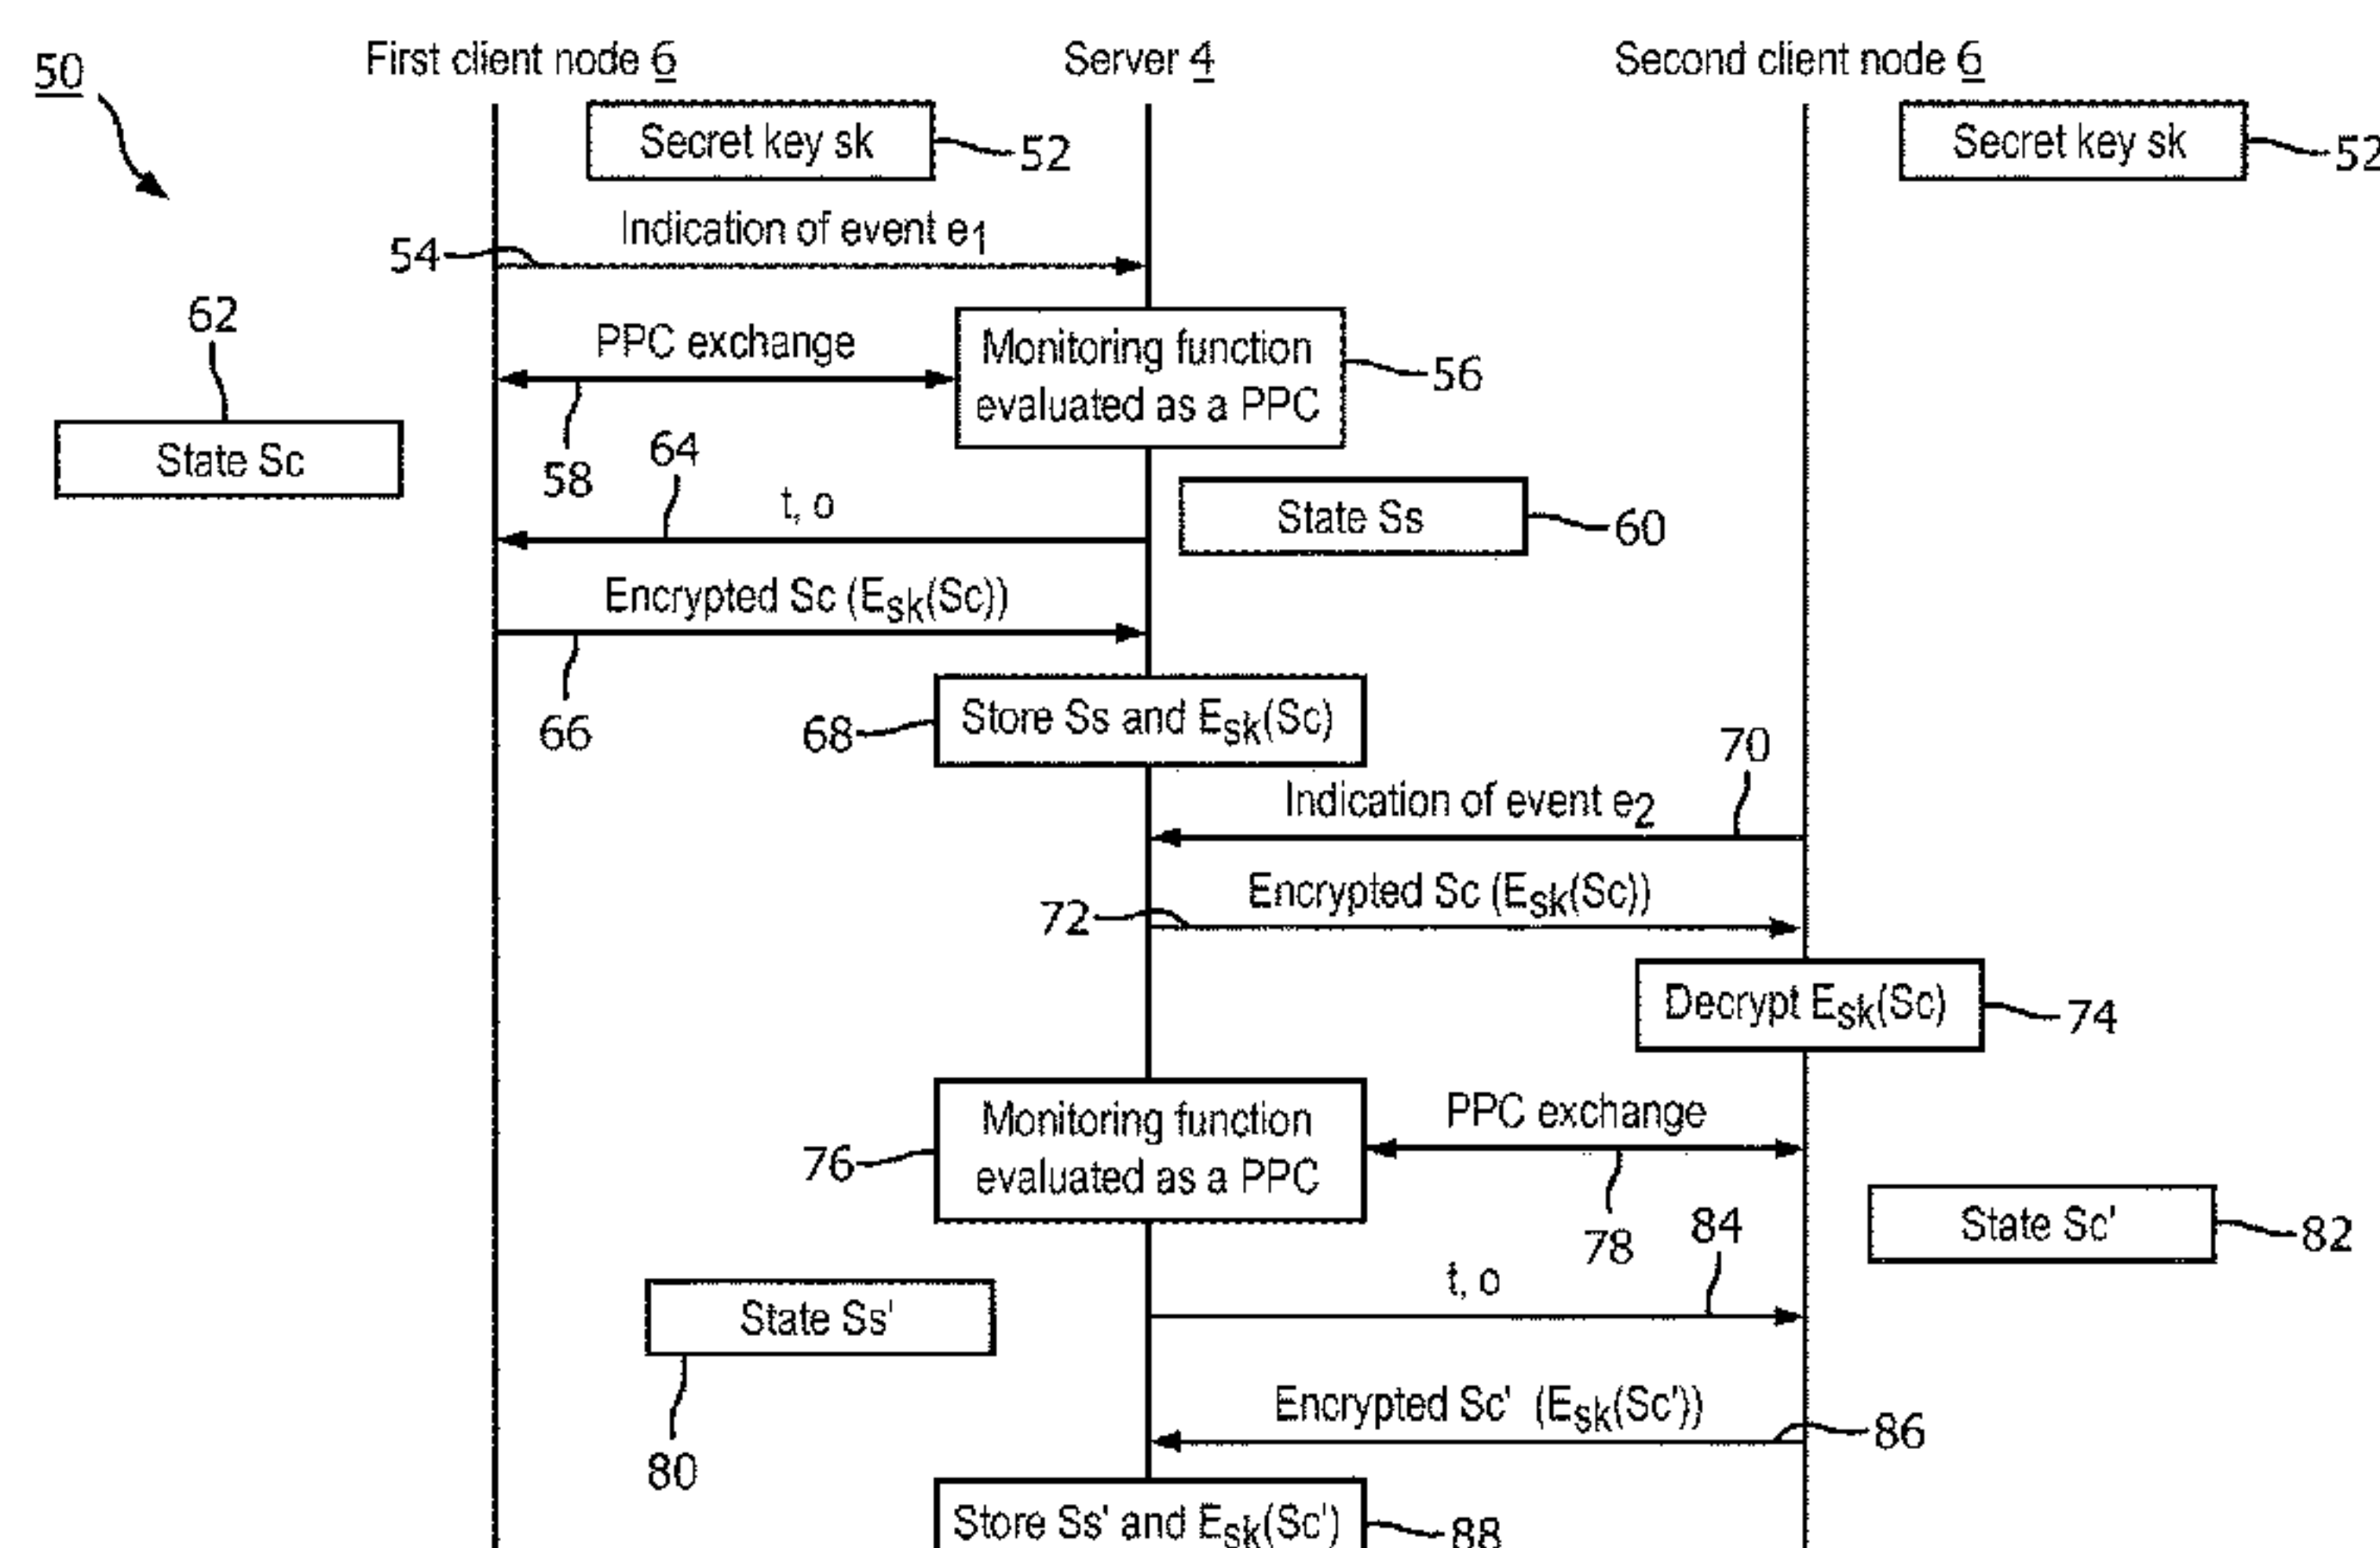 50
First client node 6
Server 4
Second client node 6
Secret key sk
52
Secret key sk
52
Indication of event e1
54
62
PPC exchange
Monitoring function
evaluated as a PPC
56
State Sc
58
64
t, o
State Ss
60
Encrypted Sc (Esk(Sc))
66
68
Store Ss and Esk(Sc)
70
Indication of event e2
72
Encrypted Sc (Esk(Sc))
Decrypt Esk(Sc)
74
76
Monitoring function
evaluated as a PPC
PPC exchange
78
84
State Sc'
82
State Ss'
t, o
80
Encrypted Sc' (Esk(Sc'))
86
Store Ss' and Esk(Sc')
88